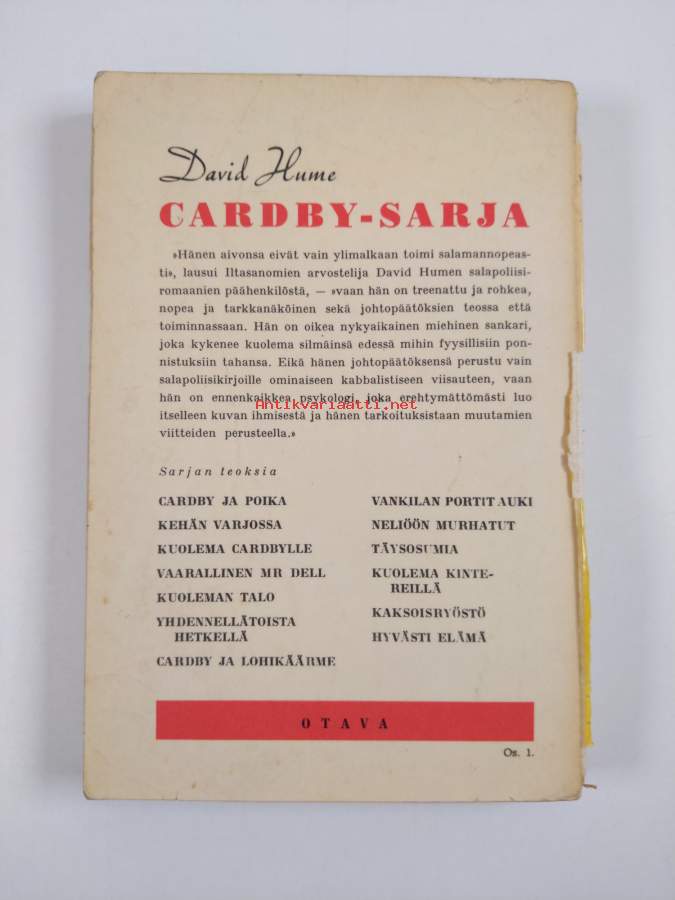 David Hume
CARDBY-SARJA
»Hänen aivonsa eivät vain ylimalkaan toimi salamannopeas-
ti», lausui Iltasanomien arvostelija David Humen salapoliisi-
romaanien päähenkilöstä, — »vaan hän on treenattu ja rohkea,
nopea ja tarkkanäköinen sekä johtopäätöksien teossa että
toiminnassaan. Hän on oikea nykyaikainen miehinen sankari,
joka kykenee kuolema silmäinsä edessä mihin fyysillisiin pon-
nistuksiin tahansa. Eikä hänen johtopäätöksensä perustu vain
salapoliisikirjoille ominaiseen kabbalistiseen viisauteen, vaan
hän on ennenkaikkea psykologi, joka erehtymättömästi luo
Antikvariaatti.net
itselleen kuvan ihmisestä ja hänen tarkoituksistaan muutamien
viitteiden perusteella.»
Sarjan teoksia
CARDBY JA POIKA
KEHÄN VARJOSSA
KUOLEMA CARDBYLLE
VAARALLINEN MR DELL
KUOLEMAN TALO
YHDENNELLÄTOISTA
HETKELLÄ
CARDBY JA LOHIKÄÄRME
VANKILAN PORTIT AUKI
NELIÖÖN MURHATUT
TÄYSOSUMIA
KUOLEMA KINTE-
REILLÄ
KAKSOISRYÖSTÖ
HYVÄSTI ELÄMÄ
OTAVA
Os. 1.